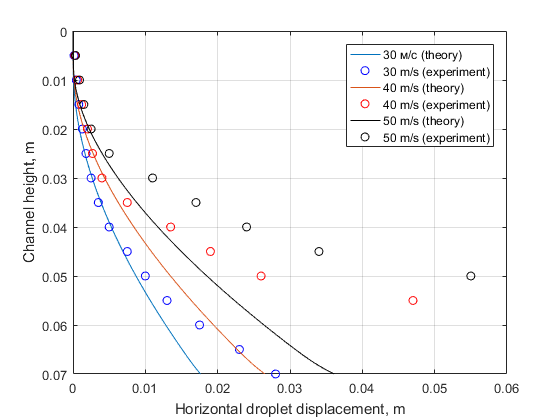 0
0.01
0.02
0.03
0.04
0.05
0.06
0.07
Channel height, m
30 м/с (theory)
30 m/s (experiment)
40 m/s (theory)
40 m/s (experiment)
50 m/s (theory)
50 m/s (experiment)
0 0.01 0.02 0.03 0.04 0.05 0.06
Horizontal droplet displacement, m